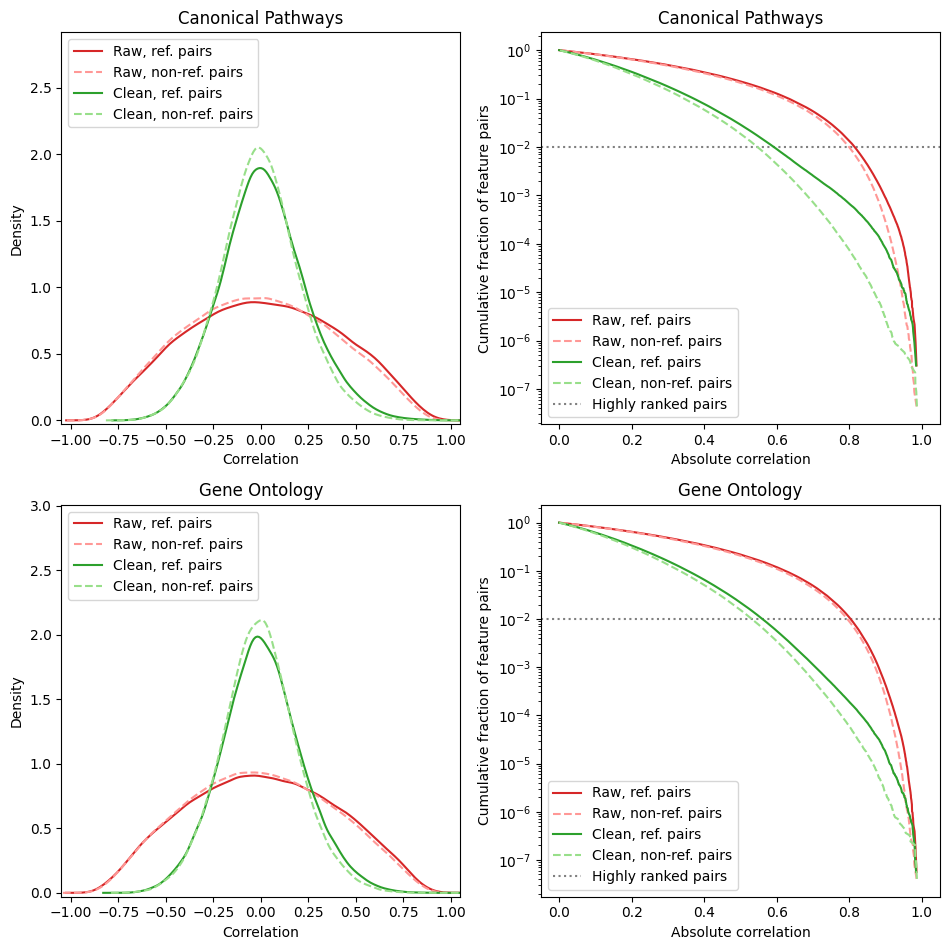 Canonical Pathways
Raw, ref. pairs
Raw, non-ref. pairs
Clean, ref. pairs
Clean, non-ref. pairs
2.5
2.0
1.5
1.0
0.5
0.0
Density
−1.00 −0.75 −0.50 −0.25 0.00 0.25 0.50 0.75 1.00
Correlation
Canonical Pathways
10^0
10^−1
10^−2
10^−3
10^−4
10^−5
10^−6
10^−7
Cumulative fraction of feature pairs
Raw, ref. pairs
Raw, non-ref. pairs
Clean, ref. pairs
Clean, non-ref. pairs
Highly ranked pairs
0.0 0.2 0.4 0.6 0.8 1.0
Absolute correlation
Gene Ontology
Raw, ref. pairs
Raw, non-ref. pairs
Clean, ref. pairs
Clean, non-ref. pairs
3.0
2.5
2.0
1.5
1.0
0.5
0.0
Density
−1.00 −0.75 −0.50 −0.25 0.00 0.25 0.50 0.75 1.00
Correlation
Gene Ontology
10^0
10^−1
10^−2
10^−3
10^−4
10^−5
10^−6
10^−7
Cumulative fraction of feature pairs
Raw, ref. pairs
Raw, non-ref. pairs
Clean, ref. pairs
Clean, non-ref. pairs
Highly ranked pairs
0.0 0.2 0.4 0.6 0.8 1.0
Absolute correlation